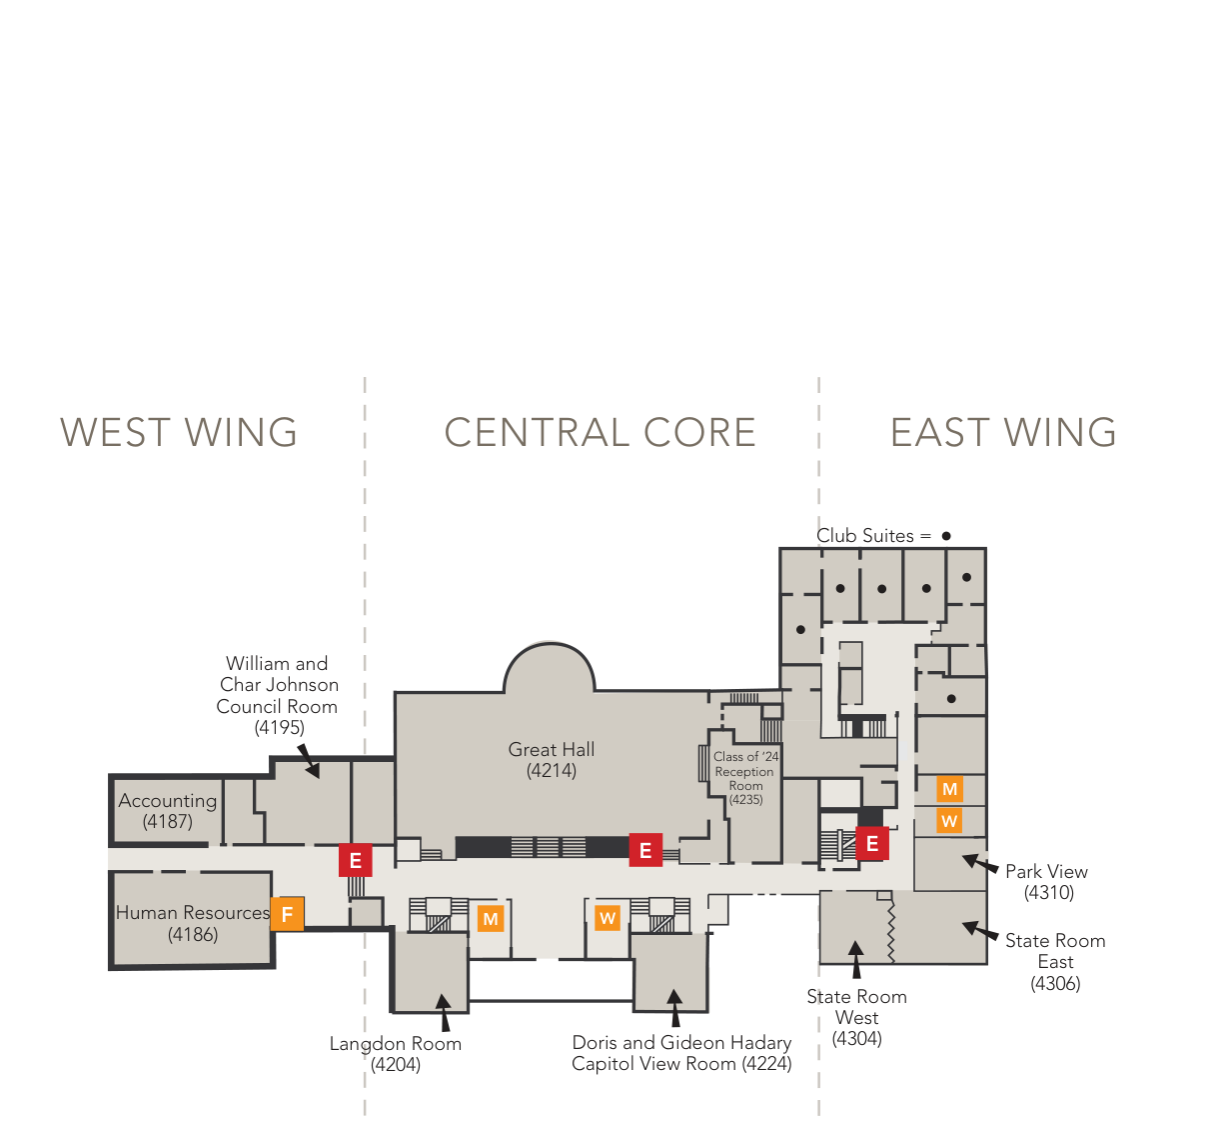 WEST WING
CENTRAL CORE
EAST WING
Club Suites = ●
William and
Char Johnson
Council Room
(4195)
Great Hall
(4214)
Class of '24
Reception
Room
(4235)
Accounting
(4187)
M
W
E
E
E
Park View
(4310)
Human Resources
(4186)
F
M
W
State Room
East
(4306)
State Room
West
(4304)
Langdon Room
(4204)
Doris and Gideon Hadary
Capitol View Room (4224)